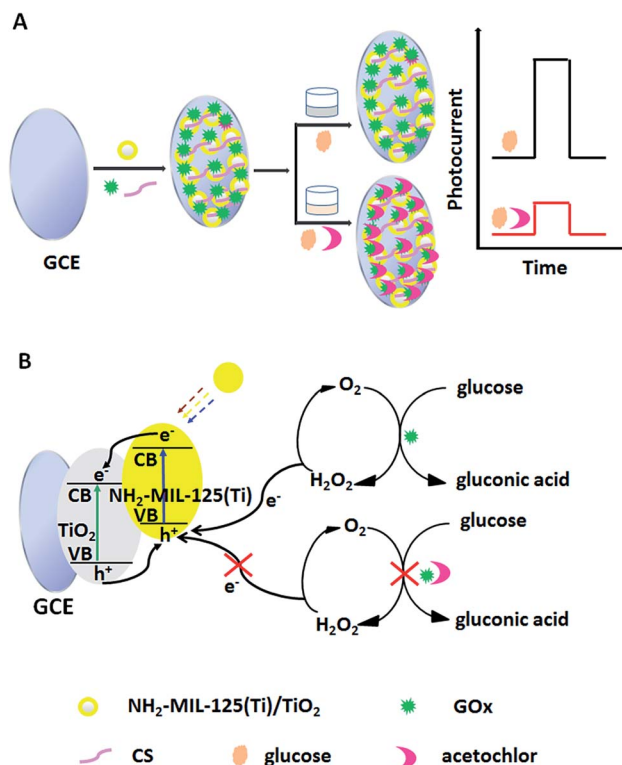 A
GCE
Photocurrent
Time
B
O₂
glucose
e⁻
CB
e⁻
CB
NH₂-MIL-125(Ti)
VB
h⁺
TiO₂
VB
h⁺
GCE
H₂O₂
gluconic acid
e⁻
O₂
glucose
e⁻
H₂O₂
gluconic acid
NH₂-MIL-125(Ti)/TiO₂
GOx
CS
glucose
acetochlor